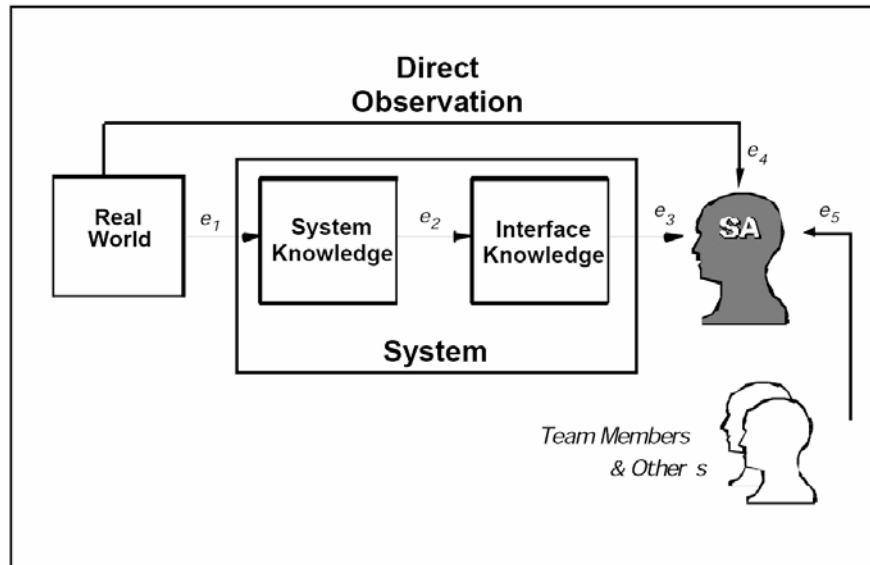 Direct
Observation
e4
Real
World
e1
System
Knowledge
e2
Interface
Knowledge
e3
SA
e5
System
Team Members
& Other s